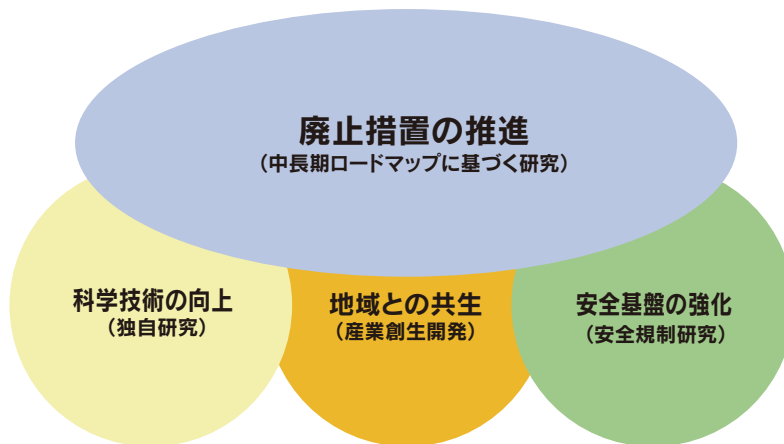 廃止措置の推進
（中長期ロードマップに基づく研究）
科学技術の向上
（独自研究）
地域との共生
（産業創生開発）
安全基盤の強化
（安全規制研究）